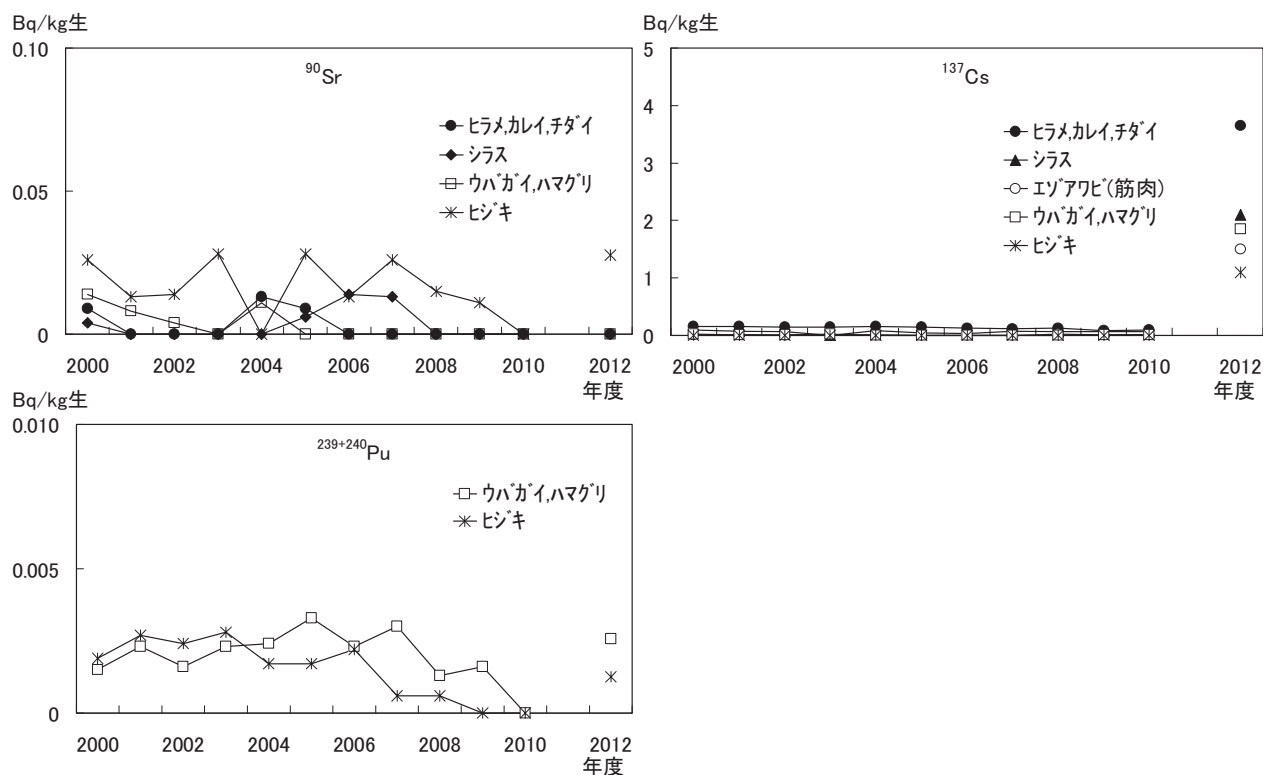 Bq/kg生
0.10
0.05
0
⁹⁰Sr
ヒラメ,カレイ,チダイ
シラス
ウバガイ,ハマグリ
ヒジキ
2000 2002 2004 2006 2008 2010 2012
年度
Bq/kg生
5
4
3
2
1
0
¹³⁷Cs
ヒラメ,カレイ,チダイ
シラス
エゾアワビ(筋肉)
ウバガイ,ハマグリ
ヒジキ
2000 2002 2004 2006 2008 2010 2012
年度
Bq/kg生
0.010
0.005
0
²³⁹⁺²⁴⁰Pu
ウバガイ,ハマグリ
ヒジキ
2000 2002 2004 2006 2008 2010 2012
年度